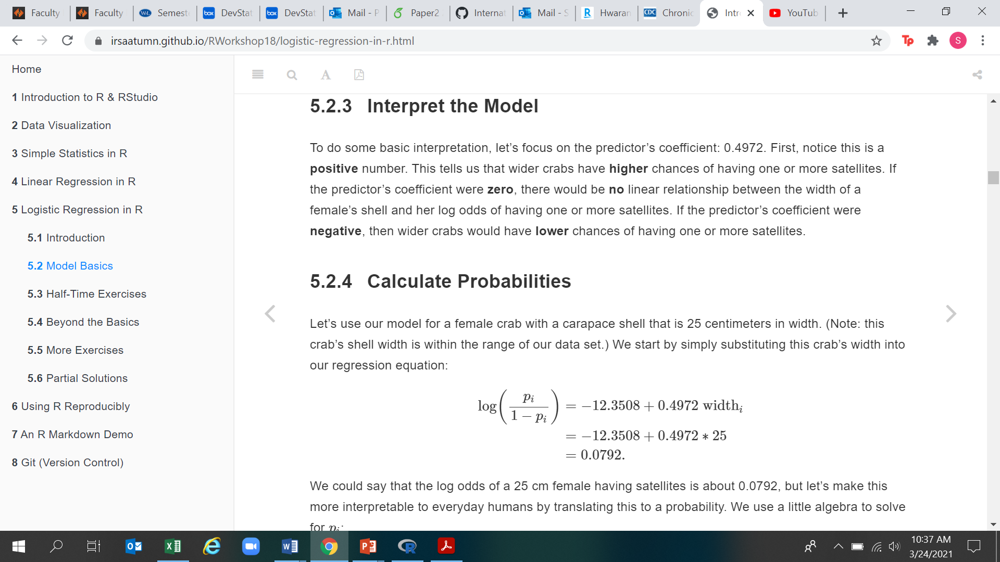 Faculty
Faculty
Semest
DevStat
DevStat
Mail - P
Paper2
Internat
Mail - S
Hwaran
Chronic
Intr
YouTub
irsaatumn.github.io/RWorkshop18/logistic-regression-in-r.html
Home
1 Introduction to R & RStudio
2 Data Visualization
3 Simple Statistics in R
4 Linear Regression in R
5 Logistic Regression in R
5.1 Introduction
5.2 Model Basics
5.3 Half-Time Exercises
5.4 Beyond the Basics
5.5 More Exercises
5.6 Partial Solutions
6 Using R Reproducibly
7 An R Markdown Demo
8 Git (Version Control)
5.2.3 Interpret the Model
To do some basic interpretation, let’s focus on the predictor’s coefficient: 0.4972. First, notice this is a
positive number. This tells us that wider crabs have higher chances of having one or more satellites. If
the predictor’s coefficient were zero, there would be no linear relationship between the width of a
female’s shell and her log odds of having one or more satellites. If the predictor’s coefficient were
negative, then wider crabs would have lower chances of having one or more satellites.
5.2.4 Calculate Probabilities
Let’s use our model for a female crab with a carapace shell that is 25 centimeters in width. (Note: this
crab’s shell width is within the range of our data set.) We start by simply substituting this crab’s width into
our regression equation:
log(pi / 1 − pi) = −12.3508 + 0.4972 widthi
= −12.3508 + 0.4972 ∗ 25
= 0.0792.
We could say that the log odds of a 25 cm female having satellites is about 0.0792, but let’s make this
more interpretable to everyday humans by translating this to a probability. We use a little algebra to solve
for pi:
10:37 AM
3/24/2021